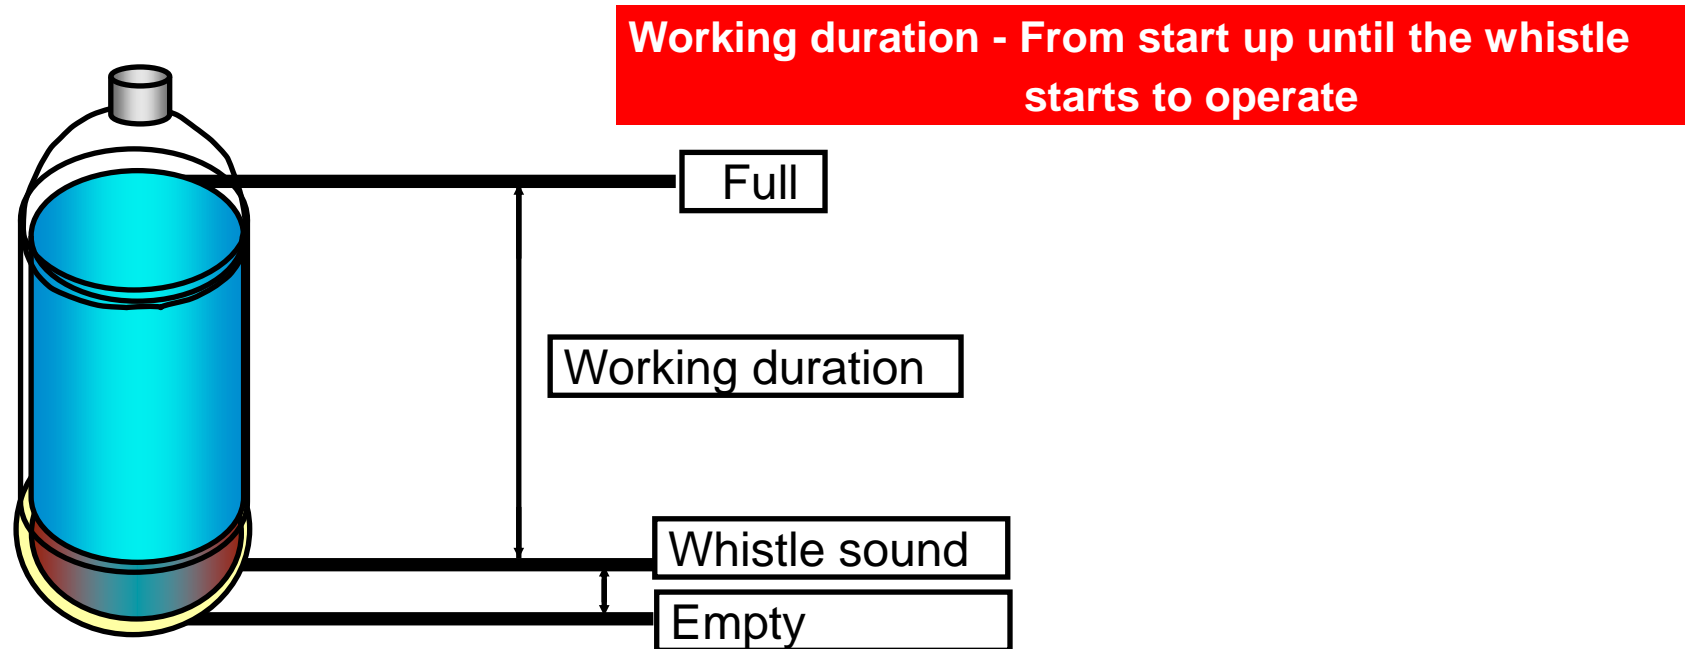 Working duration - From start up until the whistle
starts to operate
Full
Working duration
Whistle sound
Empty